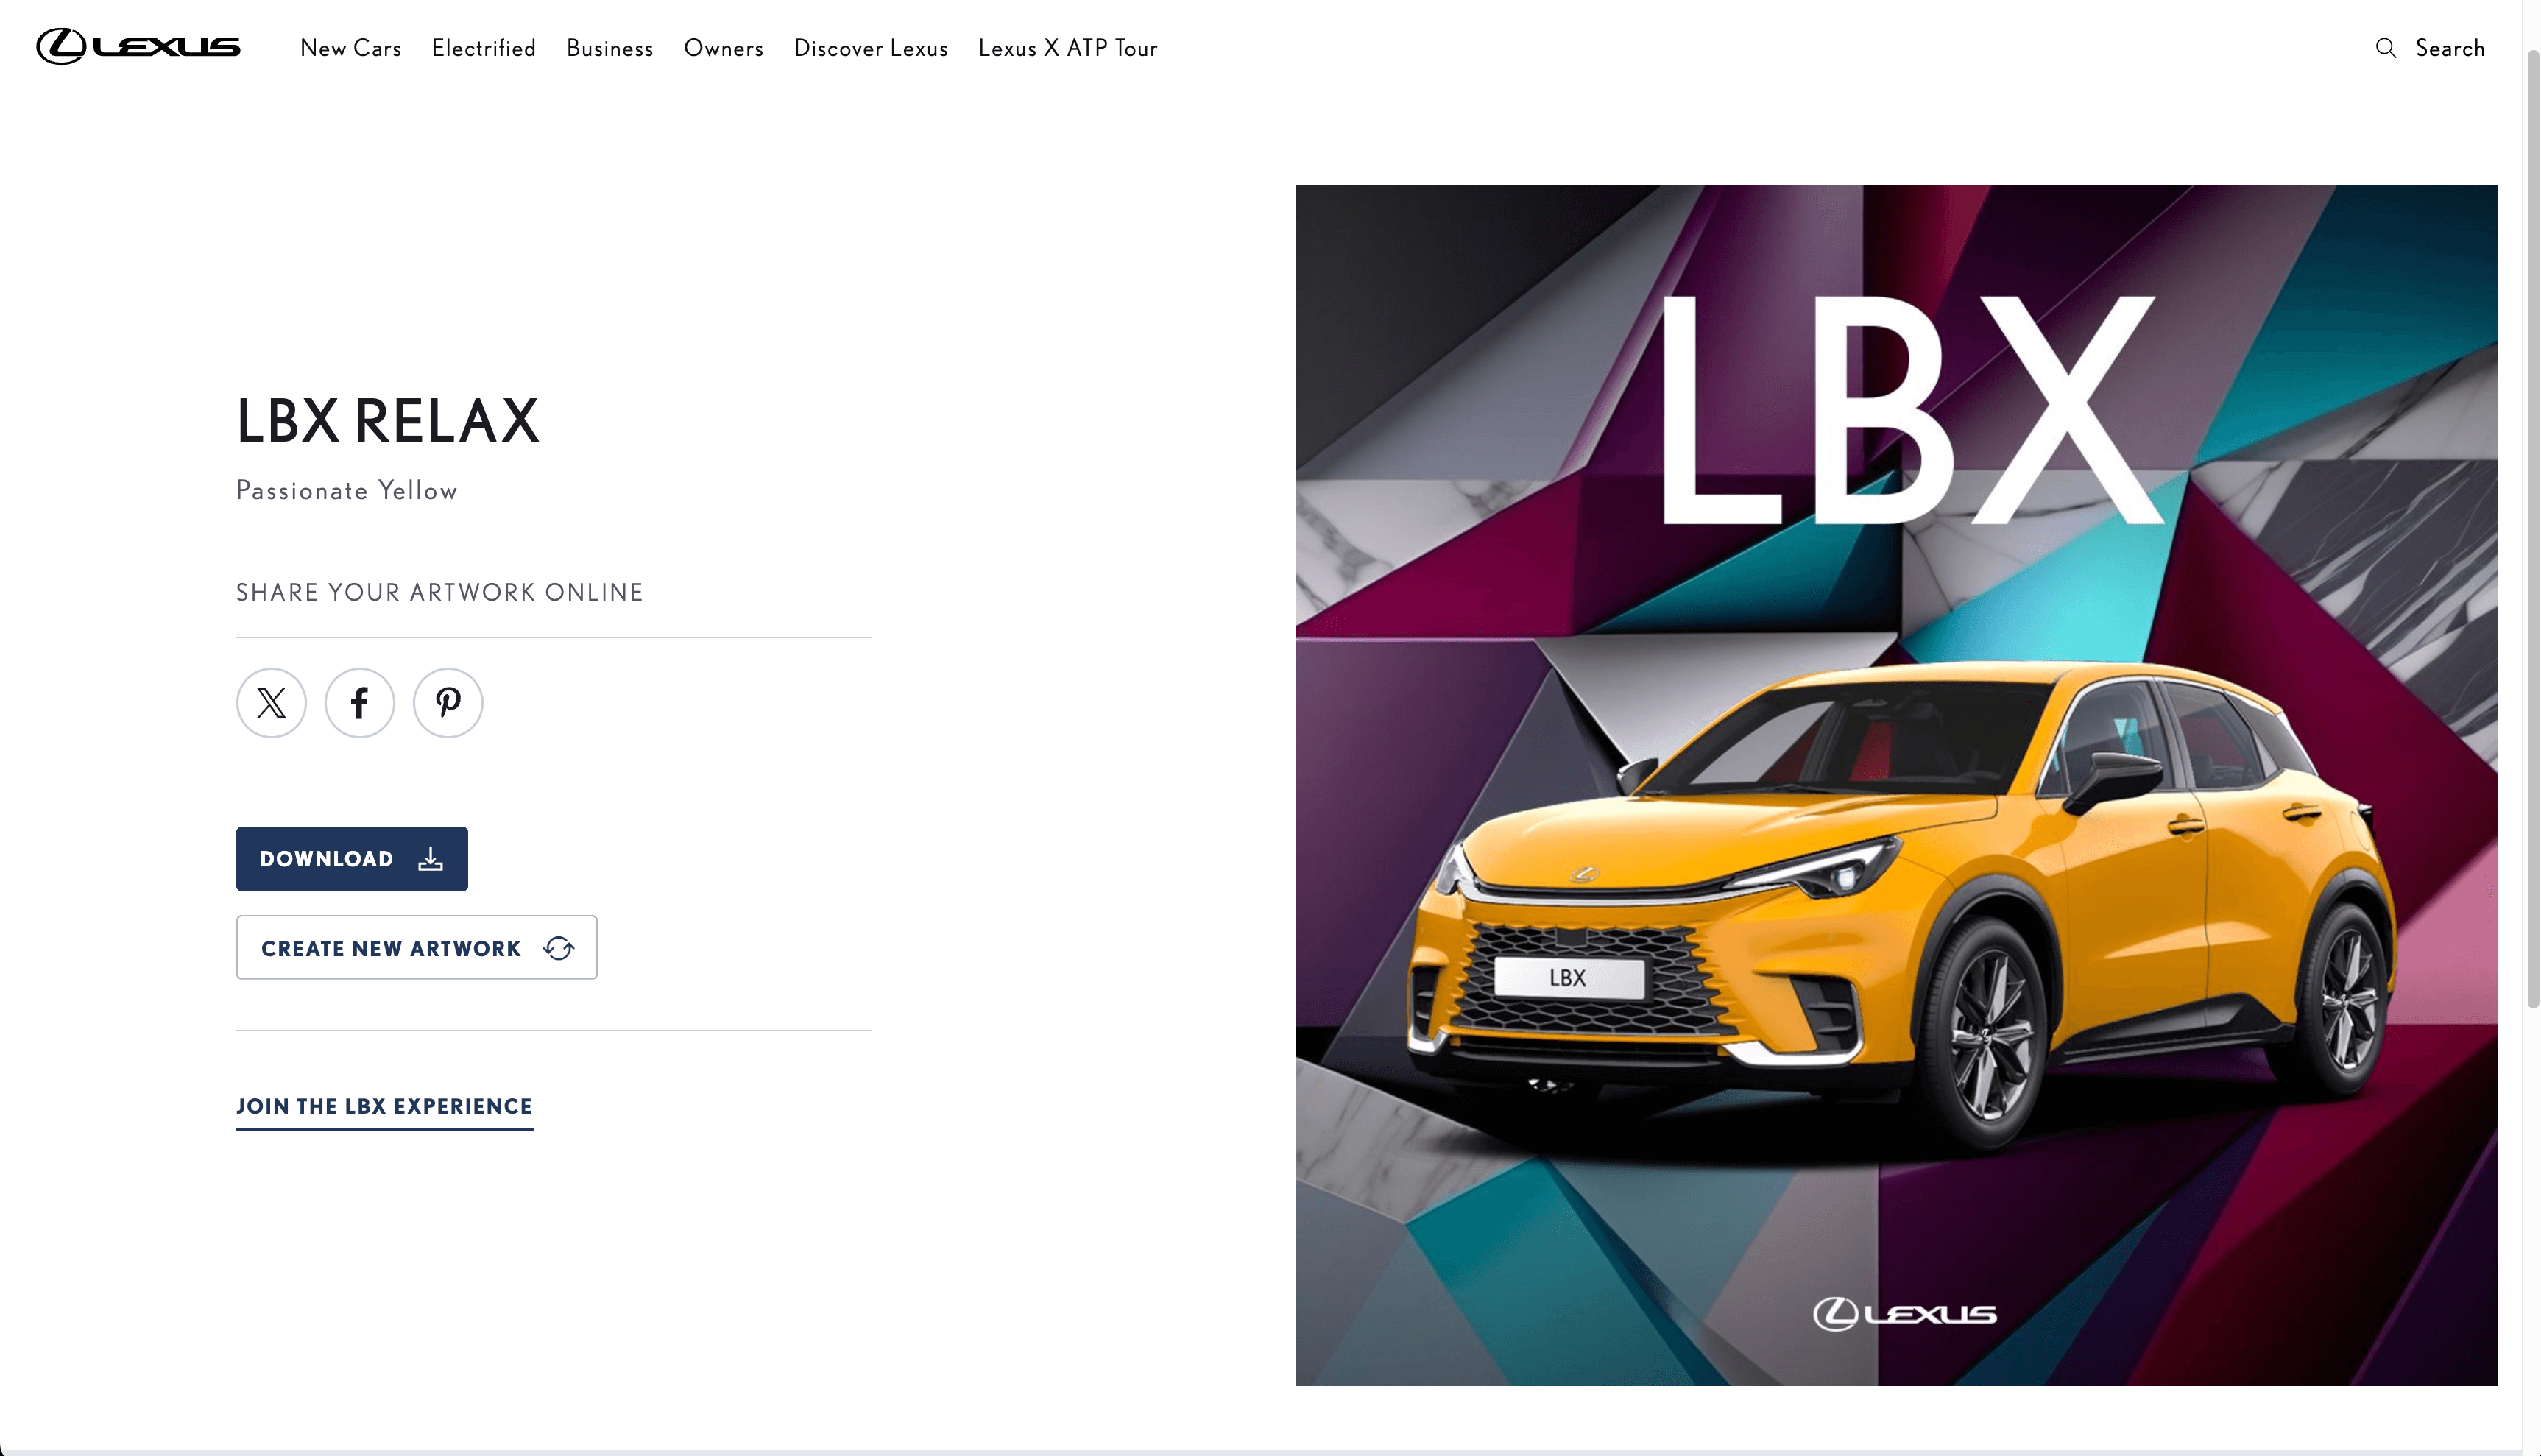 LEXUS
New Cars
Electrified
Business
Owners
Discover Lexus
Lexus X ATP Tour
Search
LBX RELAX
Passionate Yellow
SHARE YOUR ARTWORK ONLINE
DOWNLOAD
CREATE NEW ARTWORK
JOIN THE LBX EXPERIENCE
LBX
LBX
LEXUS